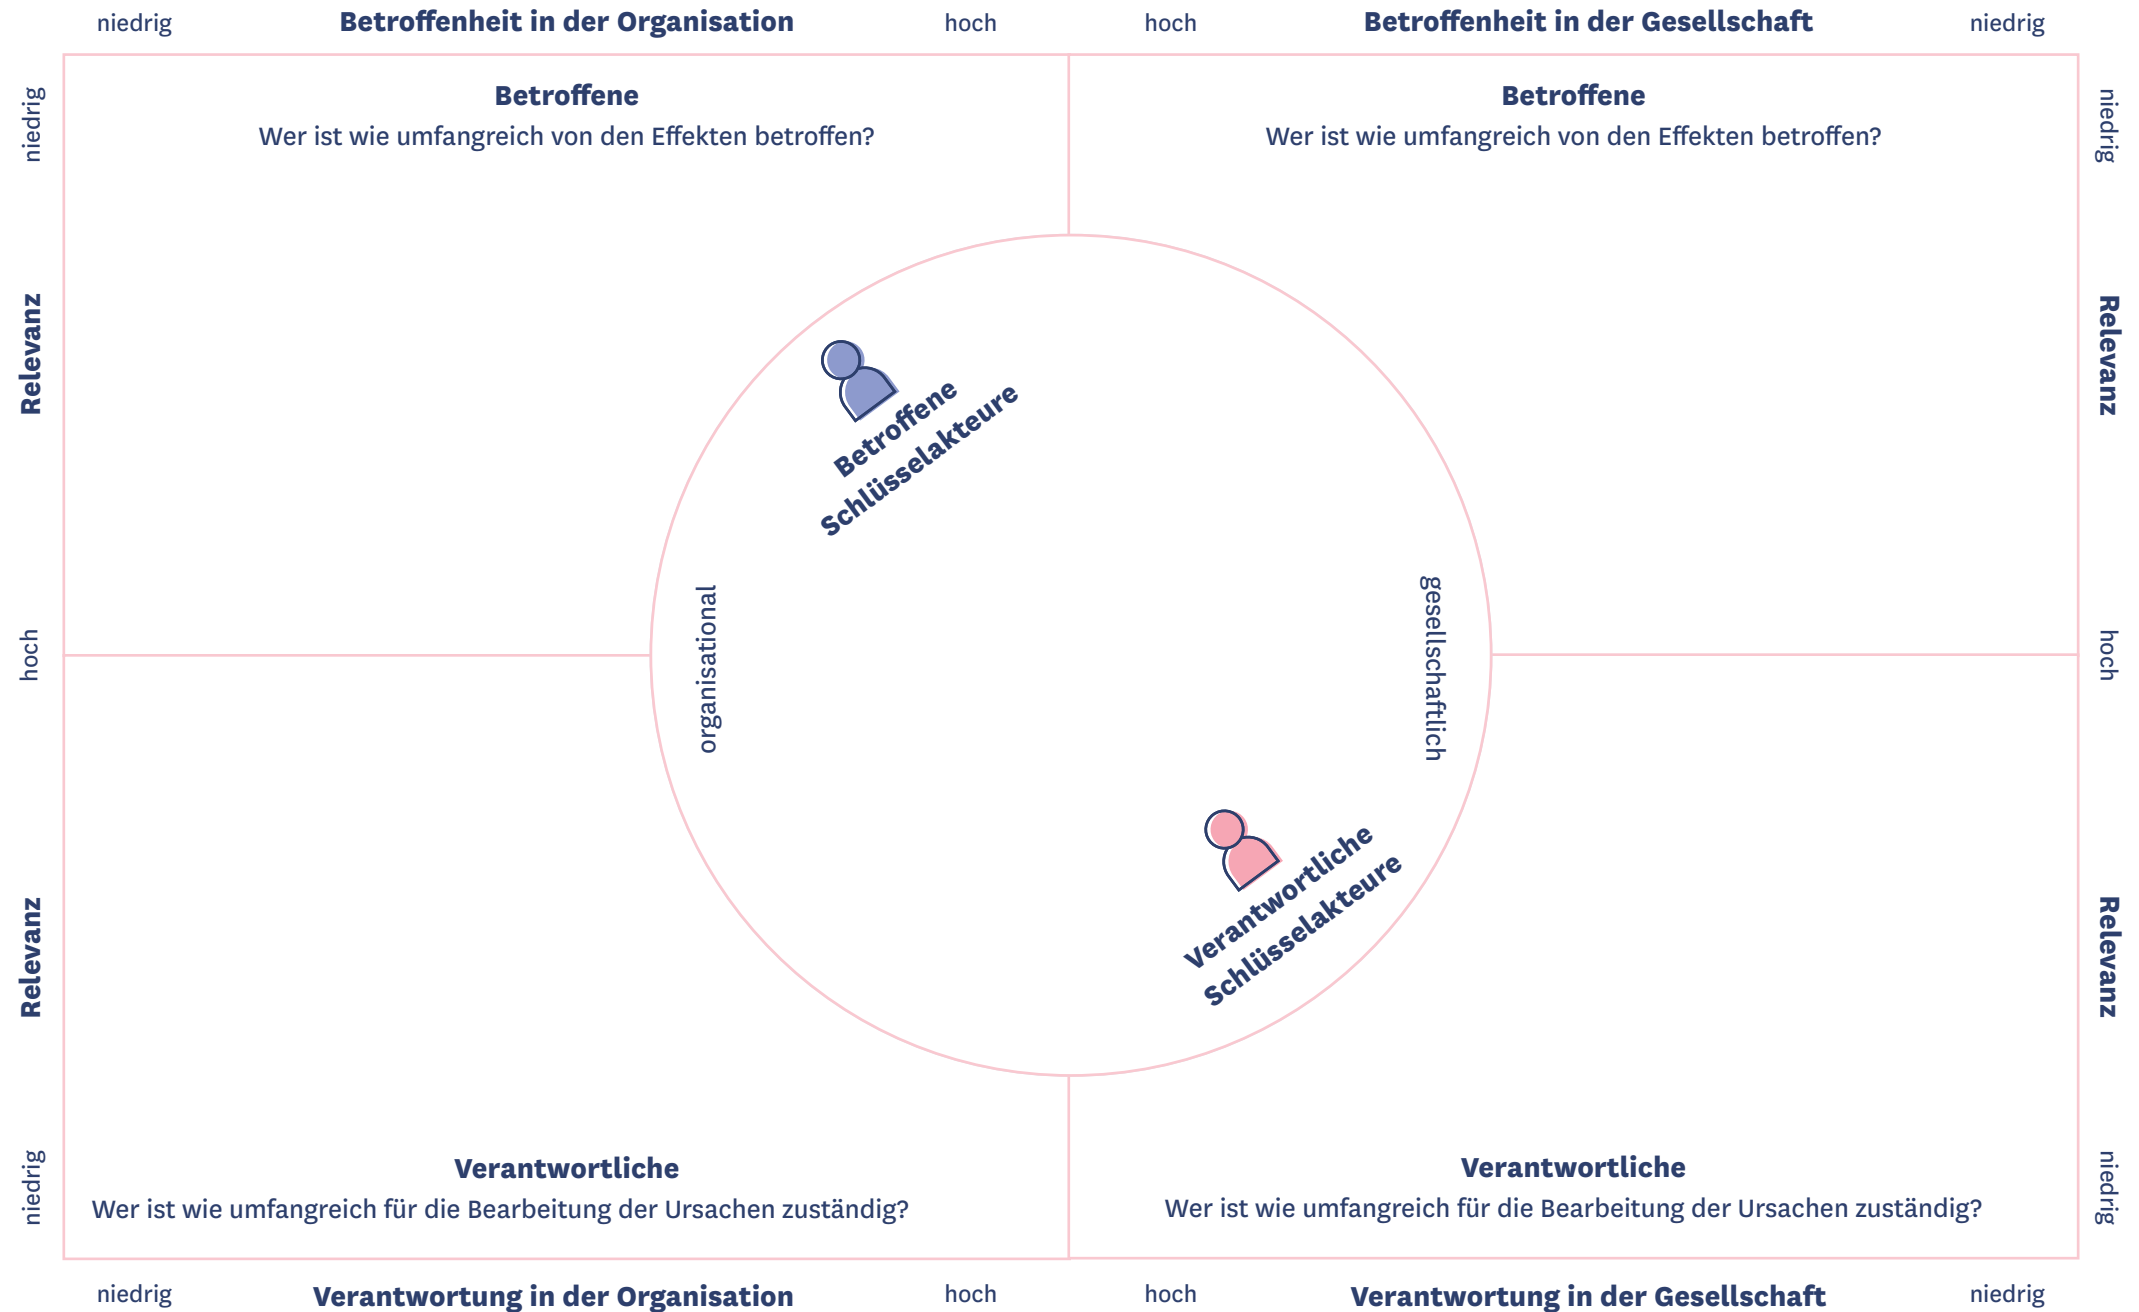 niedrig Betroffenheit in der Organisation hoch hoch Betroffenheit in der Gesellschaft niedrig
Betroffene
Wer ist wie umfangreich von den Effekten betroffen?
Betroffene
Wer ist wie umfangreich von den Effekten betroffen?
niedrig
Relevanz
hoch
niedrig
Relevanz
hoch
Betroffene
Schlüsselakteure
organisational
gesellschaftlich
Verantwortliche
Schlüsselakteure
Relevanz
niedrig
Relevanz
niedrig
Verantwortliche
Wer ist wie umfangreich für die Bearbeitung der Ursachen zuständig?
Verantwortliche
Wer ist wie umfangreich für die Bearbeitung der Ursachen zuständig?
niedrig Verantwortung in der Organisation hoch hoch Verantwortung in der Gesellschaft niedrig